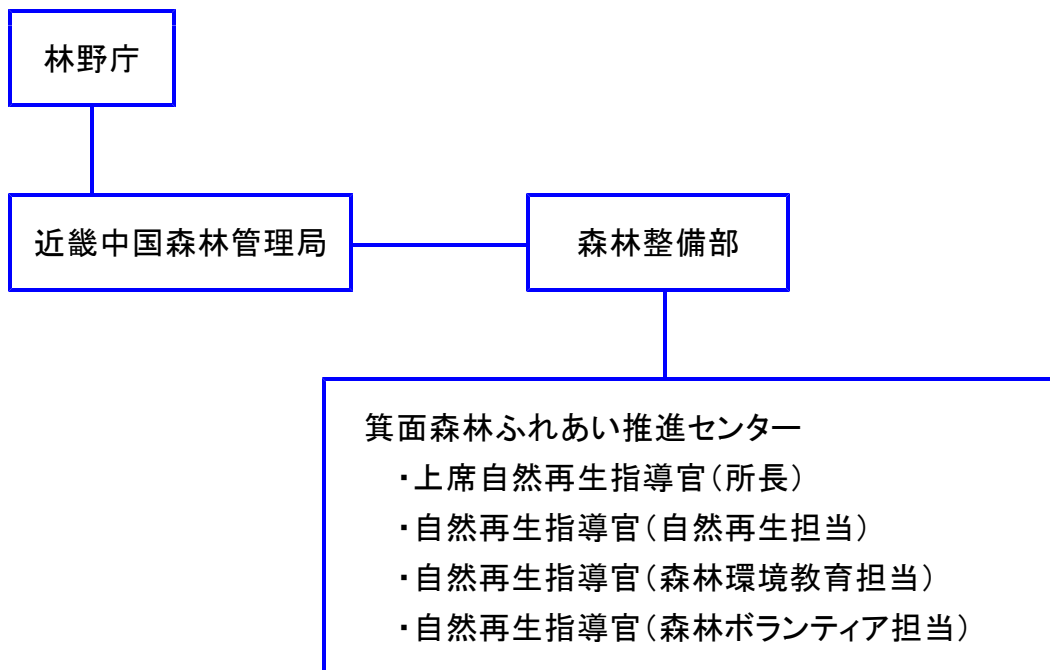 林野庁
近畿中国森林管理局
森林整備部
箕面森林ふれあい推進センター
・上席自然再生指導官（所長）
・自然再生指導官（自然再生担当）
・自然再生指導官（森林環境教育担当）
・自然再生指導官（森林ボランティア担当）